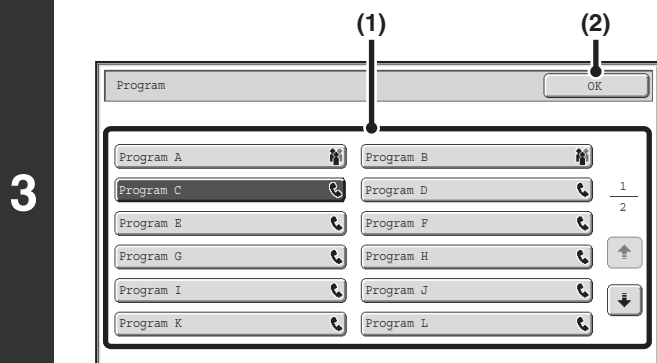 (1) (2)
3
Program OK
Program A Program B
Program C Program D
1
Program E Program F
2
Program G Program H
Program I Program J
Program K Program L